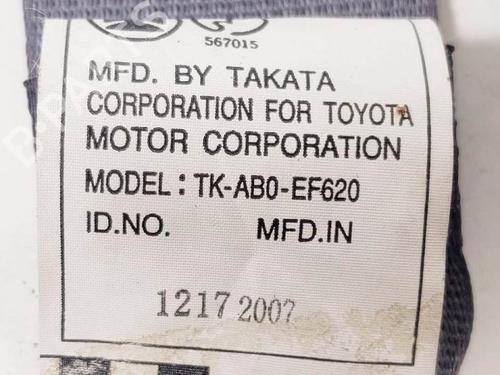 567015
MFD. BY TAKATA
CORPORATION FOR TOYOTA
MOTOR CORPORATION
MODEL : TK-AB0-EF620
ID.NO. MFD.IN
1217 2007